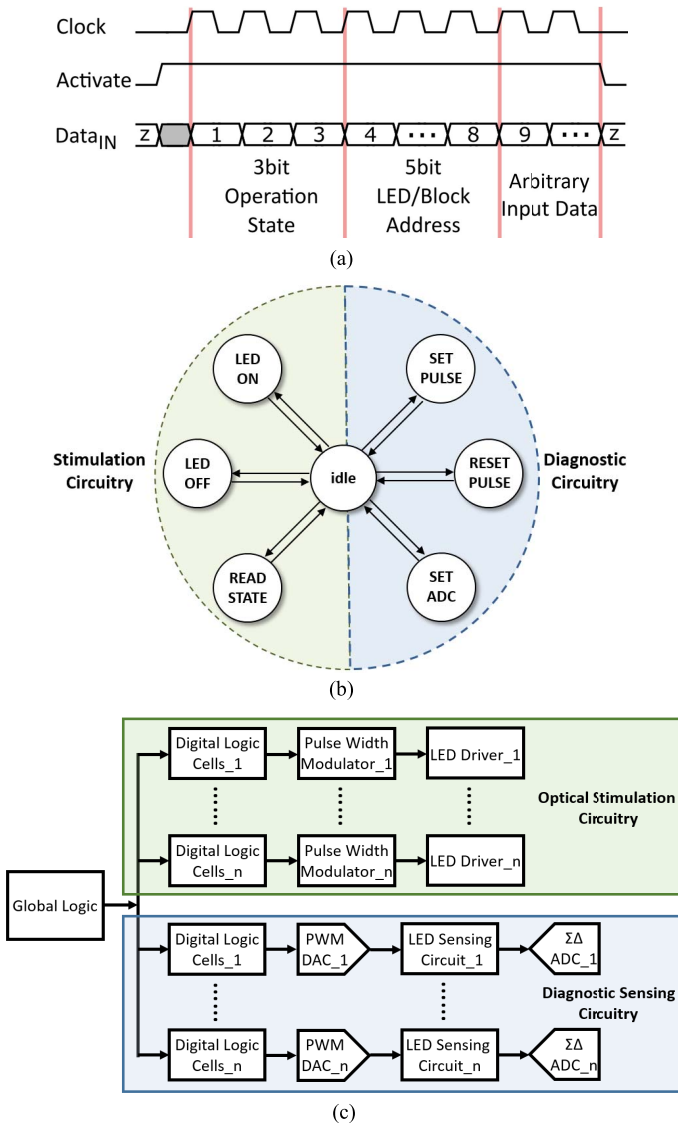 Clock
Activate
DataIN
z
1
2
3
4
···
8
9
···
z
3bit
Operation
State
5bit
LED/Block
Address
Arbitrary
Input Data
(a)
LED
ON
SET
PULSE
Stimulation
Circuitry
LED
OFF
idle
RESET
PULSE
Diagnostic
Circuitry
READ
STATE
SET
ADC
(b)
Digital Logic
Cells_1
Pulse Width
Modulator_1
LED Driver_1
Optical Stimulation
Circuitry
Digital Logic
Cells_n
Pulse Width
Modulator_n
LED Driver_n
Global Logic
Digital Logic
Cells_1
PWM
DAC_1
LED Sensing
Circuit_1
ΣΔ
ADC_1
Diagnostic Sensing
Circuitry
Digital Logic
Cells_n
PWM
DAC_n
LED Sensing
Circuit_n
ΣΔ
ADC_n
(c)